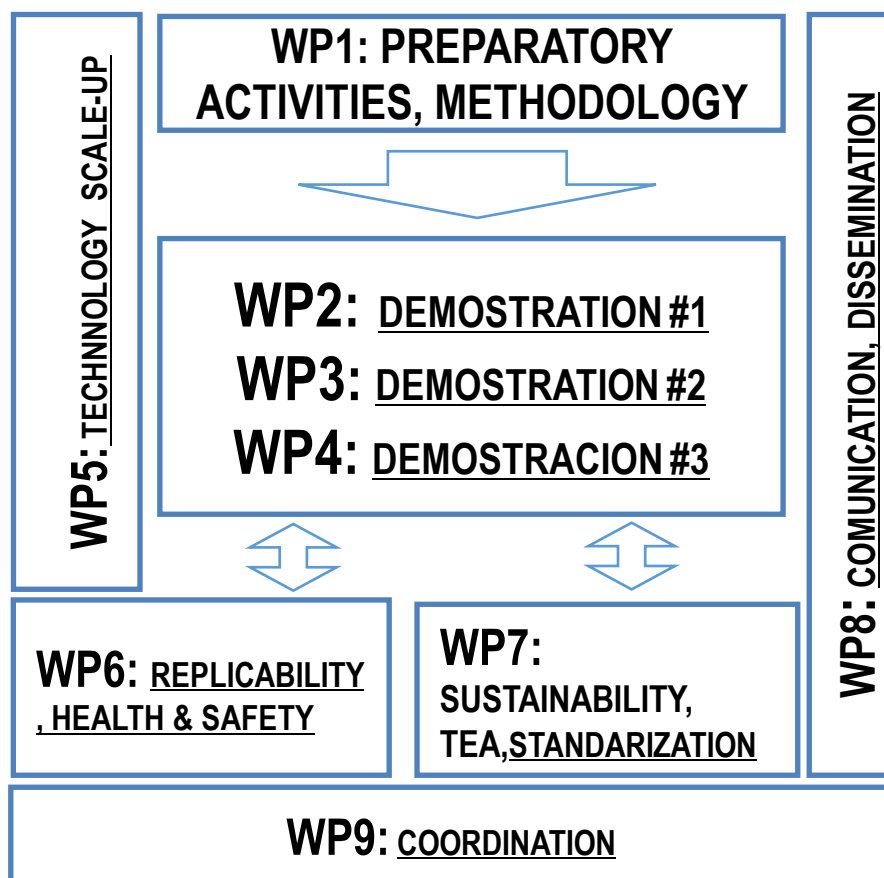 WP1: PREPARATORY
ACTIVITIES, METHODOLOGY
WP5: TECHNNOLOGY SCALE-UP
WP2: DEMOSTRATION #1
WP3: DEMOSTRATION #2
WP4: DEMOSTRACION #3
WP8: COMUNICATION, DISSEMINATION
WP6: REPLICABILITY
, HEALTH & SAFETY
WP7:
SUSTAINABILITY,
TEA,STANDARIZATION
WP9: COORDINATION